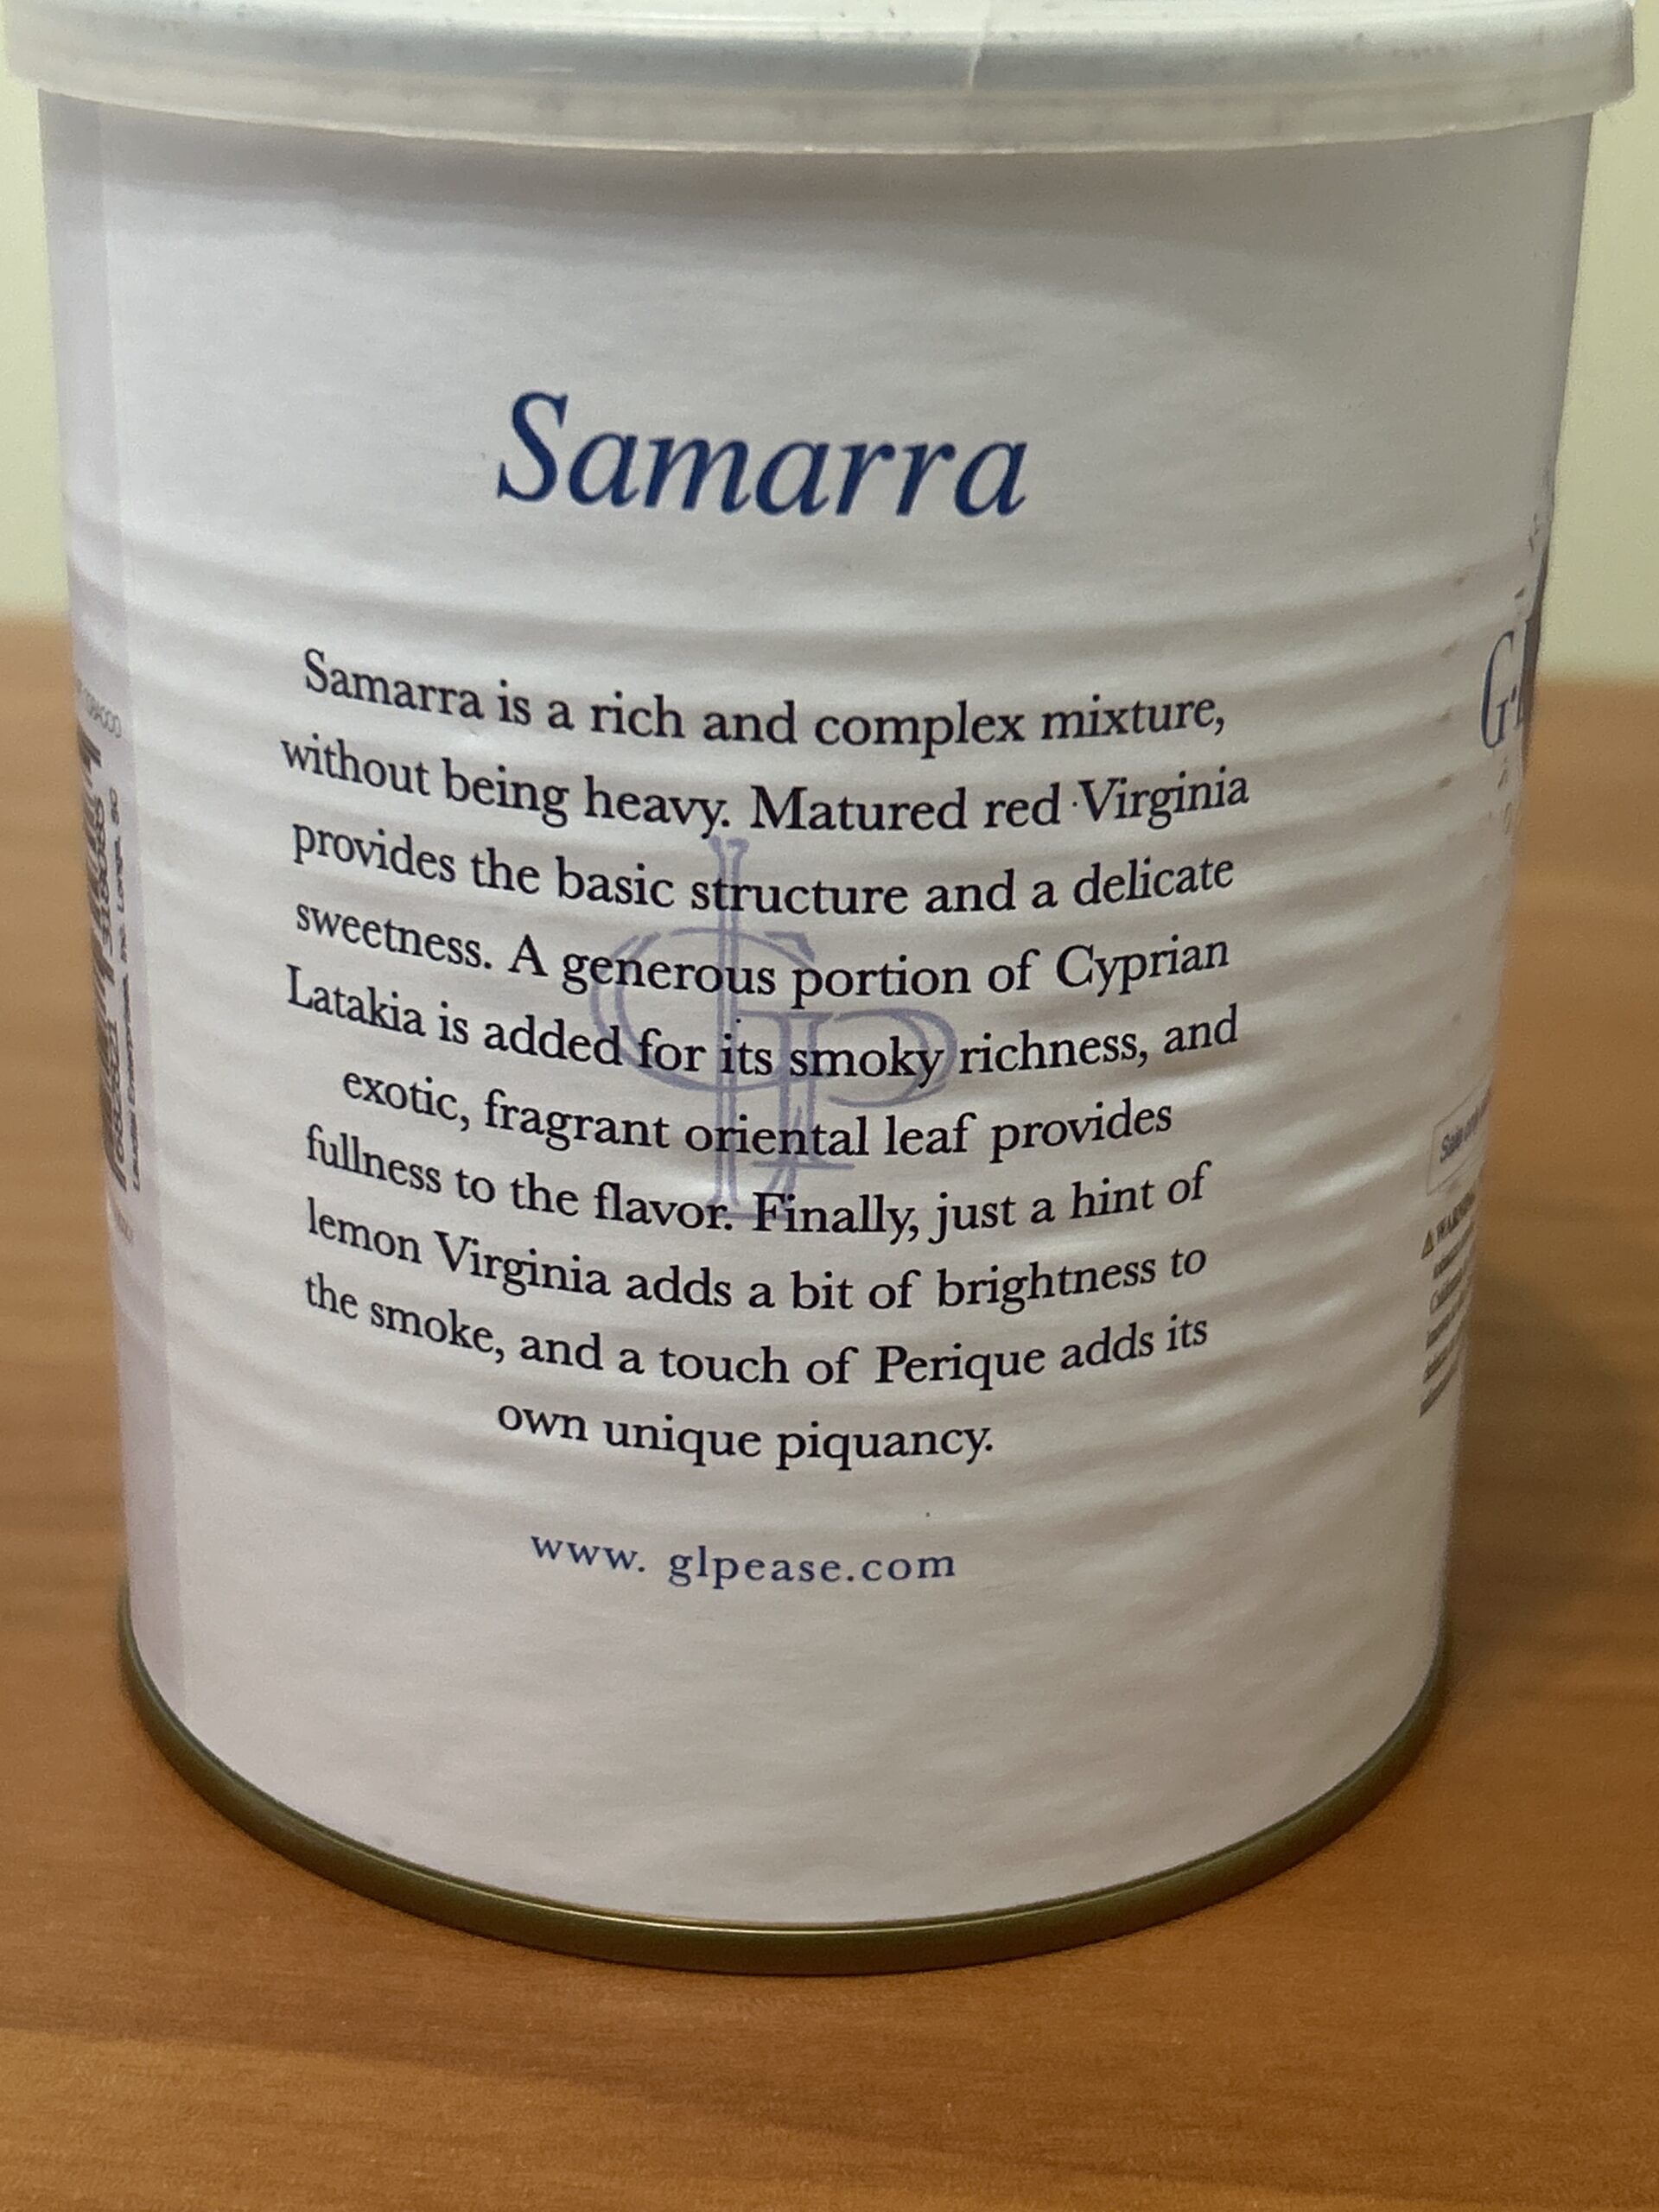 Samarra
Samarra is a rich and complex mixture,
without being heavy. Matured red Virginia
provides the basic structure and a delicate
sweetness. A generous portion of Cyprian
Latakia is added for its smoky richness, and
exotic, fragrant oriental leaf provides
fullness to the flavor. Finally, just a hint of
lemon Virginia adds a bit of brightness to
the smoke, and a touch of Perique adds its
own unique piquancy.
www. glpease.com
GLP